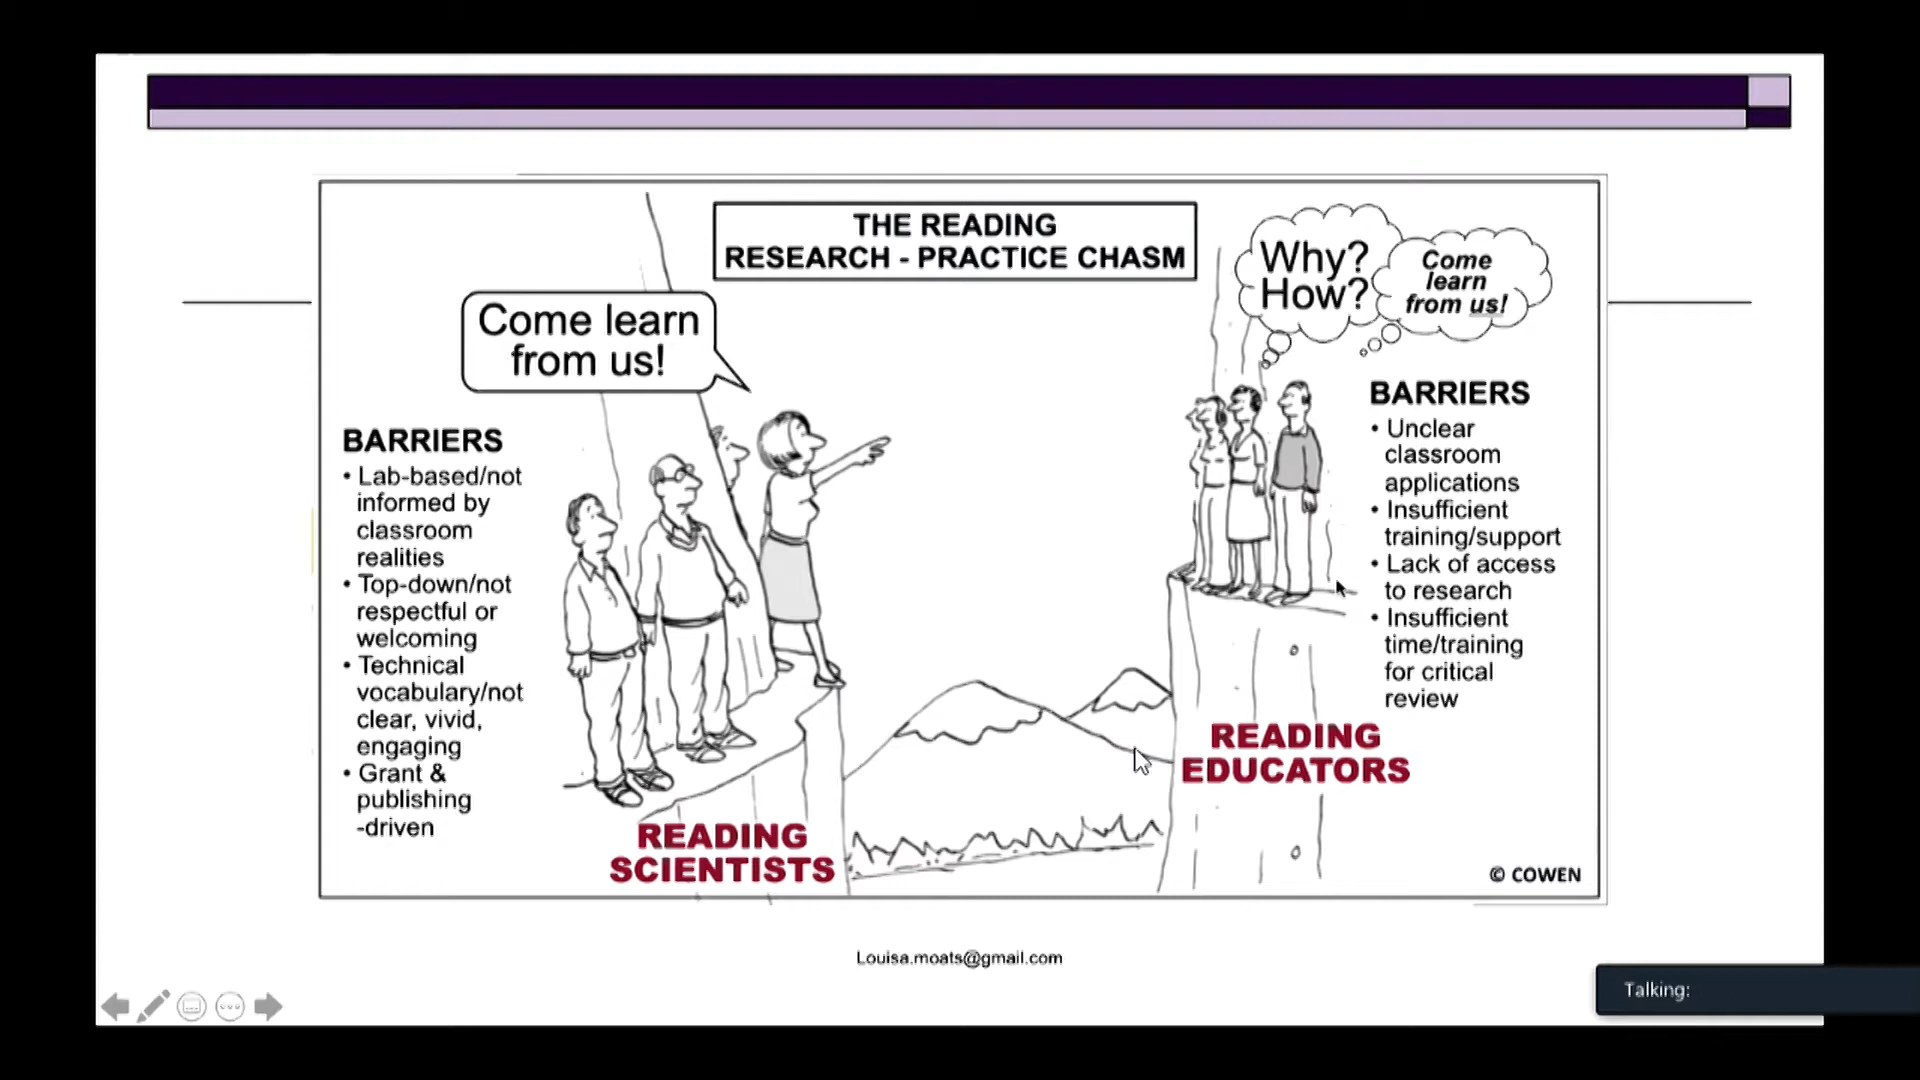 THE READING
RESEARCH - PRACTICE CHASM
Come learn
from us!
Why?
How?
Come
learn
from us!
BARRIERS
• Lab-based/not
informed by
classroom
realities
• Top-down/not
respectful or
welcoming
• Technical
vocabulary/not
clear, vivid,
engaging
• Grant &
publishing
-driven
BARRIERS
• Unclear
classroom
applications
• Insufficient
training/support
• Lack of access
to research
• Insufficient
time/training
for critical
review
READING
SCIENTISTS
READING
EDUCATORS
© COWEN
Louisa.moats@gmail.com
Talking: